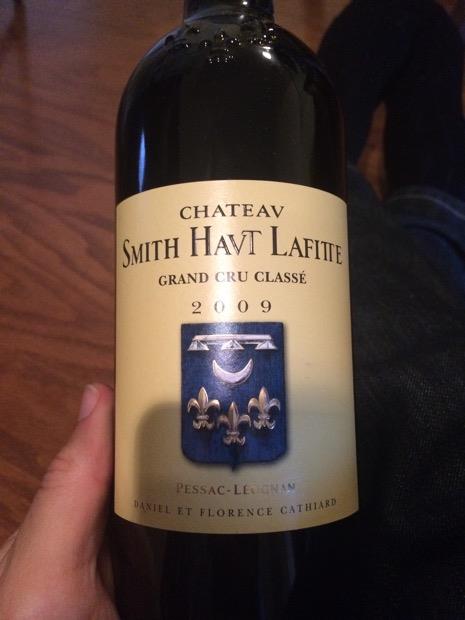 CHATEAV
SMITH HAVT LAFITTE
GRAND CRU CLASSÉ
2009
PESSAC-LÉOGNAN
DANIEL ET FLORENCE CATHIARD